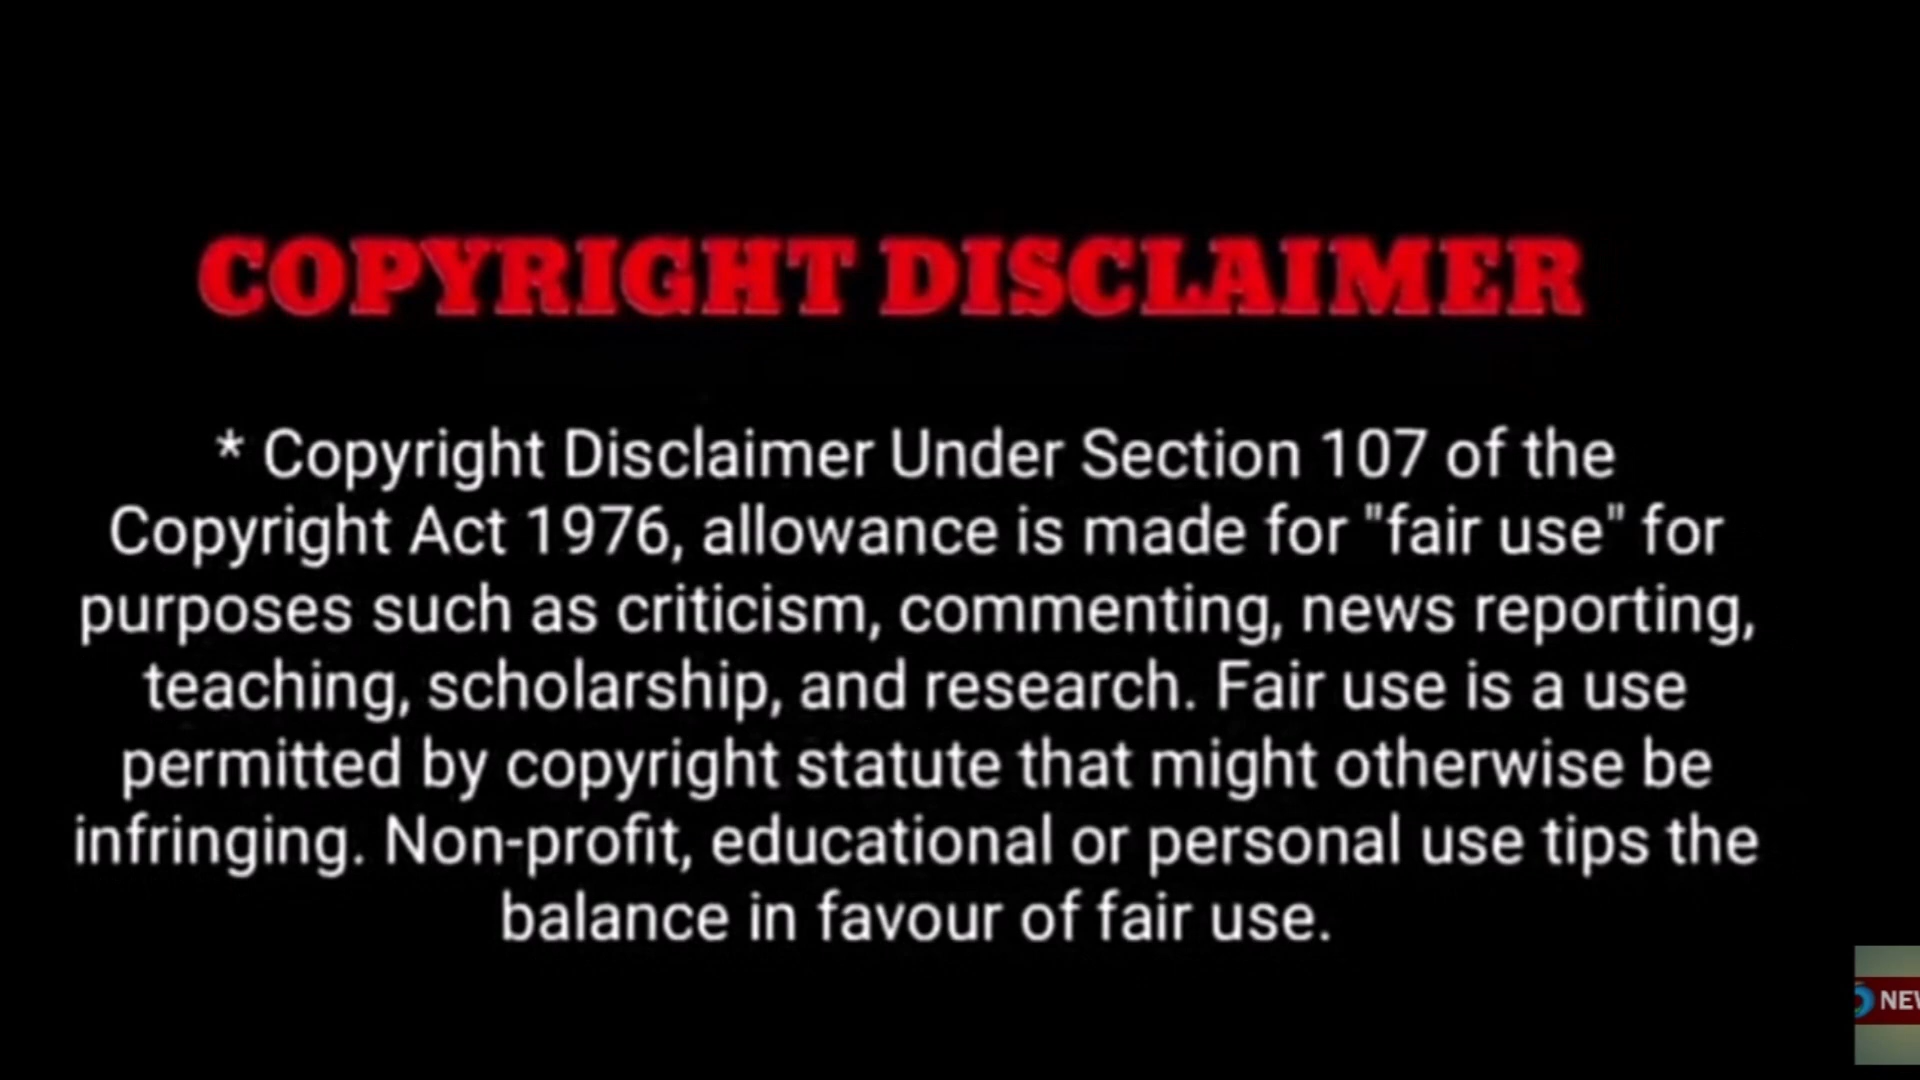 COPYRIGHT DISCLAIMER
* Copyright Disclaimer Under Section 107 of the
Copyright Act 1976, allowance is made for "fair use" for
purposes such as criticism, commenting, news reporting,
teaching, scholarship, and research. Fair use is a use
permitted by copyright statute that might otherwise be
infringing. Non-profit, educational or personal use tips the
balance in favour of fair use.